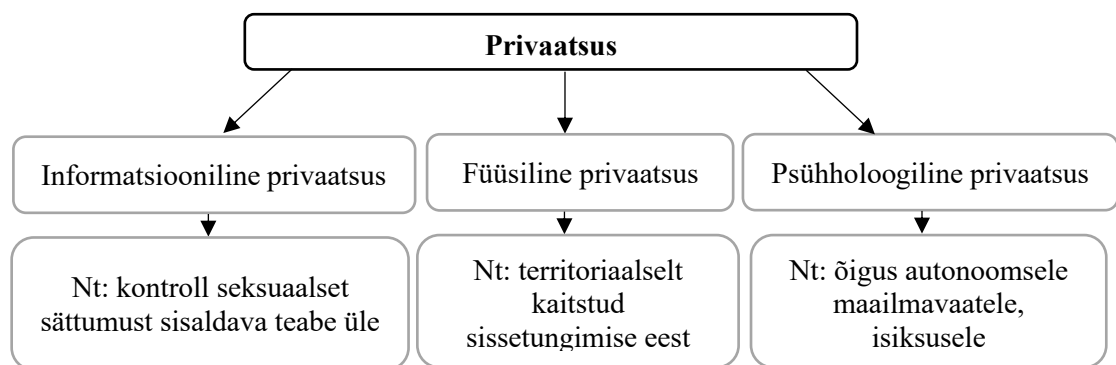 Privaatsus
Informatsiooniline privaatsus
Füüsiline privaatsus
Psühholoogiline privaatsus
Nt: kontroll seksuaalset
sättumust sisaldava teabe üle
Nt: territoriaalselt
kaitstud
sissetungimise eest
Nt: õigus autonoomsele
maailmavaatele,
isiksusele